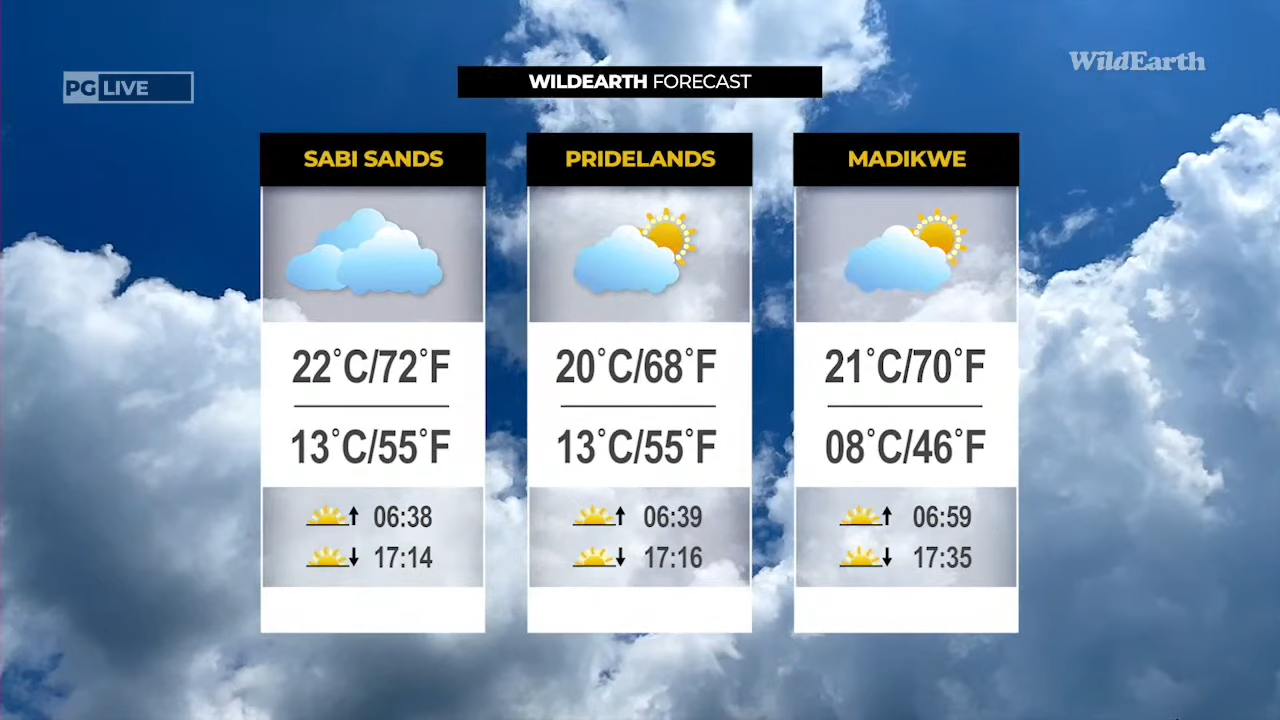 PG LIVE
WildEarth
WILDEARTH FORECAST
SABI SANDS
22°C/72°F
13°C/55°F
06:38
17:14
PRIDELANDS
20°C/68°F
13°C/55°F
06:39
17:16
MADIKWE
21°C/70°F
08°C/46°F
06:59
17:35